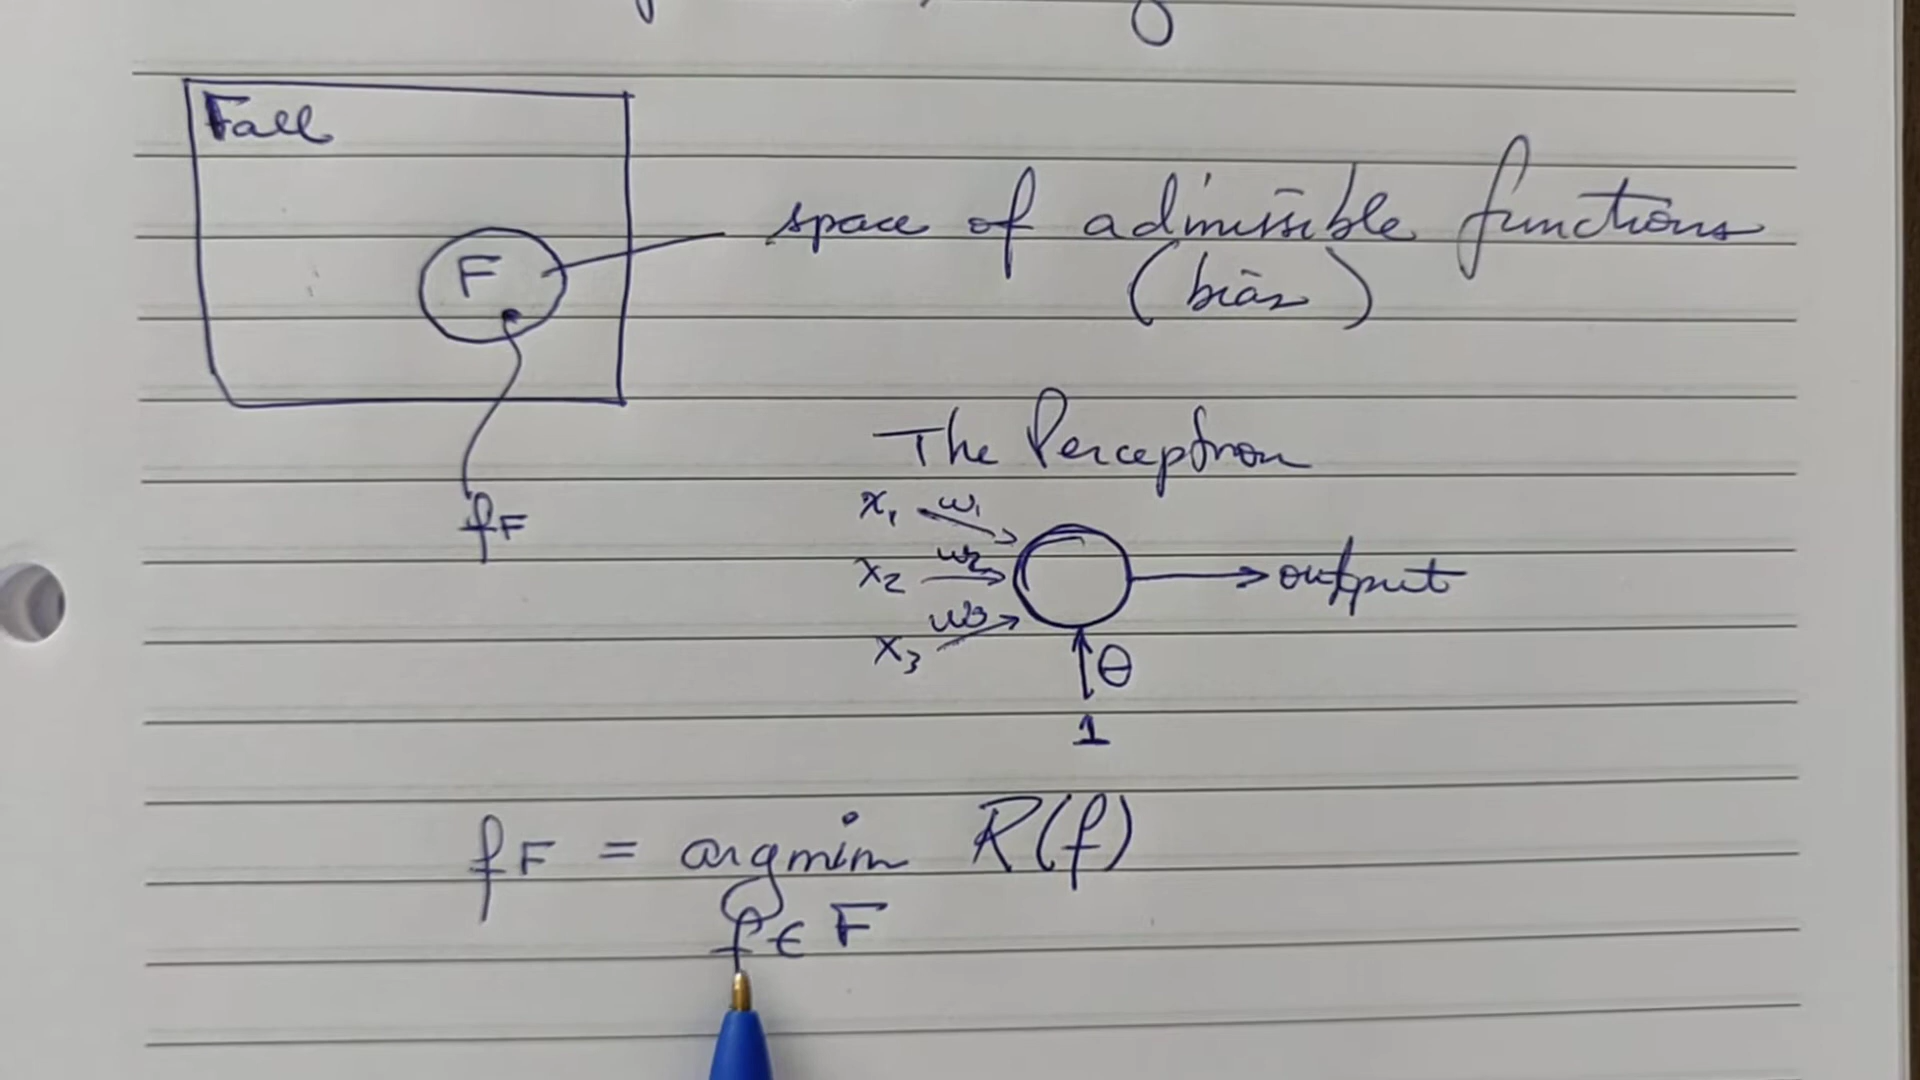 Fall
F
space of admissible functions
(bias)
fF
The Perceptron
x1 w1
x2 w2
x3 w3
output
θ
1
fF = argmin R(f)
f ∈ F